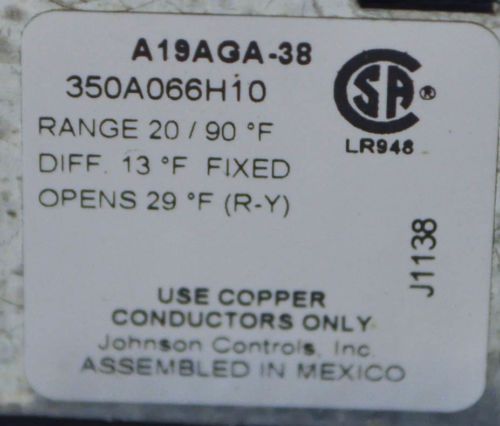 A19AGA-38
350A066H10
SA ®
LR948
RANGE 20 / 90 °F
DIFF. 13 °F FIXED
OPENS 29 °F (R-Y)
J1138
USE COPPER
CONDUCTORS ONLY
Johnson Controls, Inc.
ASSEMBLED IN MEXICO